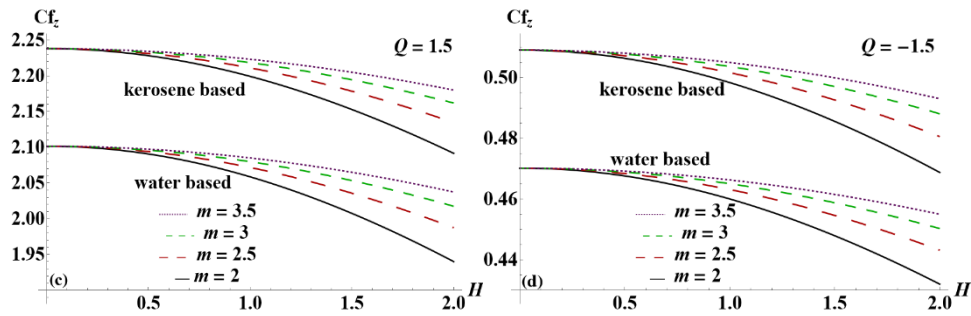 Cf_z
2.25
2.20
2.15
2.10
2.05
2.00
1.95
Q = 1.5
kerosene based
water based
m = 3.5
m = 3
m = 2.5
m = 2
(c)
0.5 1.0 1.5 2.0 H
Cf_z
0.50
0.48
0.46
0.44
Q = −1.5
kerosene based
water based
m = 3.5
m = 3
m = 2.5
m = 2
(d)
0.5 1.0 1.5 2.0 H